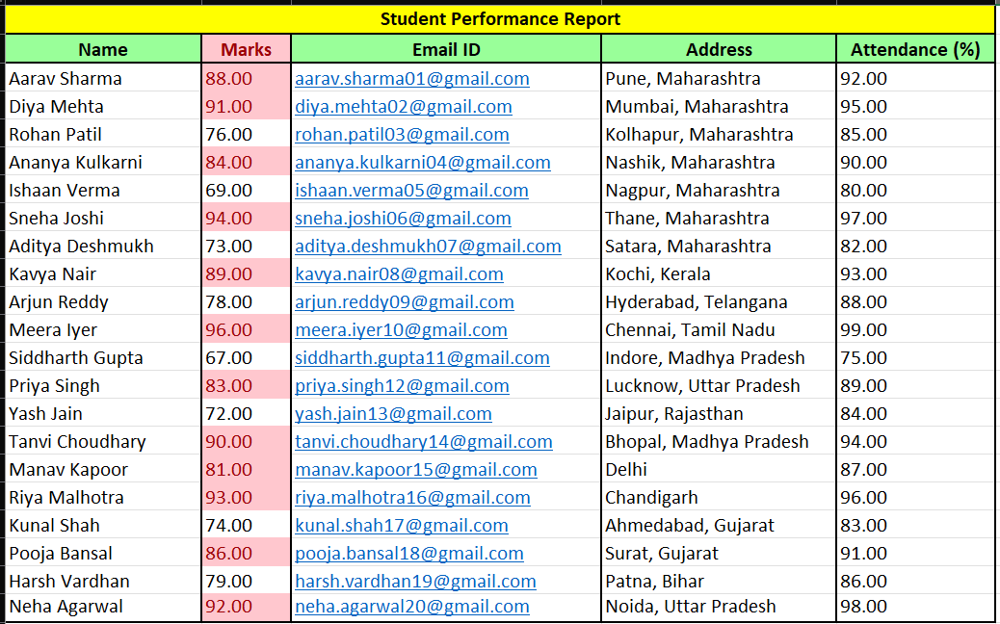 Student Performance Report
Name Marks Email ID Address Attendance (%)
Aarav Sharma 88.00 aarav.sharma01@gmail.com Pune, Maharashtra 92.00
Diya Mehta 91.00 diya.mehta02@gmail.com Mumbai, Maharashtra 95.00
Rohan Patil 76.00 rohan.patil03@gmail.com Kolhapur, Maharashtra 85.00
Ananya Kulkarni 84.00 ananya.kulkarni04@gmail.com Nashik, Maharashtra 90.00
Ishaan Verma 69.00 ishaan.verma05@gmail.com Nagpur, Maharashtra 80.00
Sneha Joshi 94.00 sneha.joshi06@gmail.com Thane, Maharashtra 97.00
Aditya Deshmukh 73.00 aditya.deshmukh07@gmail.com Satara, Maharashtra 82.00
Kavya Nair 89.00 kavya.nair08@gmail.com Kochi, Kerala 93.00
Arjun Reddy 78.00 arjun.reddy09@gmail.com Hyderabad, Telangana 88.00
Meera Iyer 96.00 meera.iyer10@gmail.com Chennai, Tamil Nadu 99.00
Siddharth Gupta 67.00 siddharth.gupta11@gmail.com Indore, Madhya Pradesh 75.00
Priya Singh 83.00 priya.singh12@gmail.com Lucknow, Uttar Pradesh 89.00
Yash Jain 72.00 yash.jain13@gmail.com Jaipur, Rajasthan 84.00
Tanvi Choudhary 90.00 tanvi.choudhary14@gmail.com Bhopal, Madhya Pradesh 94.00
Manav Kapoor 81.00 manav.kapoor15@gmail.com Delhi 87.00
Riya Malhotra 93.00 riya.malhotra16@gmail.com Chandigarh 96.00
Kunal Shah 74.00 kunal.shah17@gmail.com Ahmedabad, Gujarat 83.00
Pooja Bansal 86.00 pooja.bansal18@gmail.com Surat, Gujarat 91.00
Harsh Vardhan 79.00 harsh.vardhan19@gmail.com Patna, Bihar 86.00
Neha Agarwal 92.00 neha.agarwal20@gmail.com Noida, Uttar Pradesh 98.00